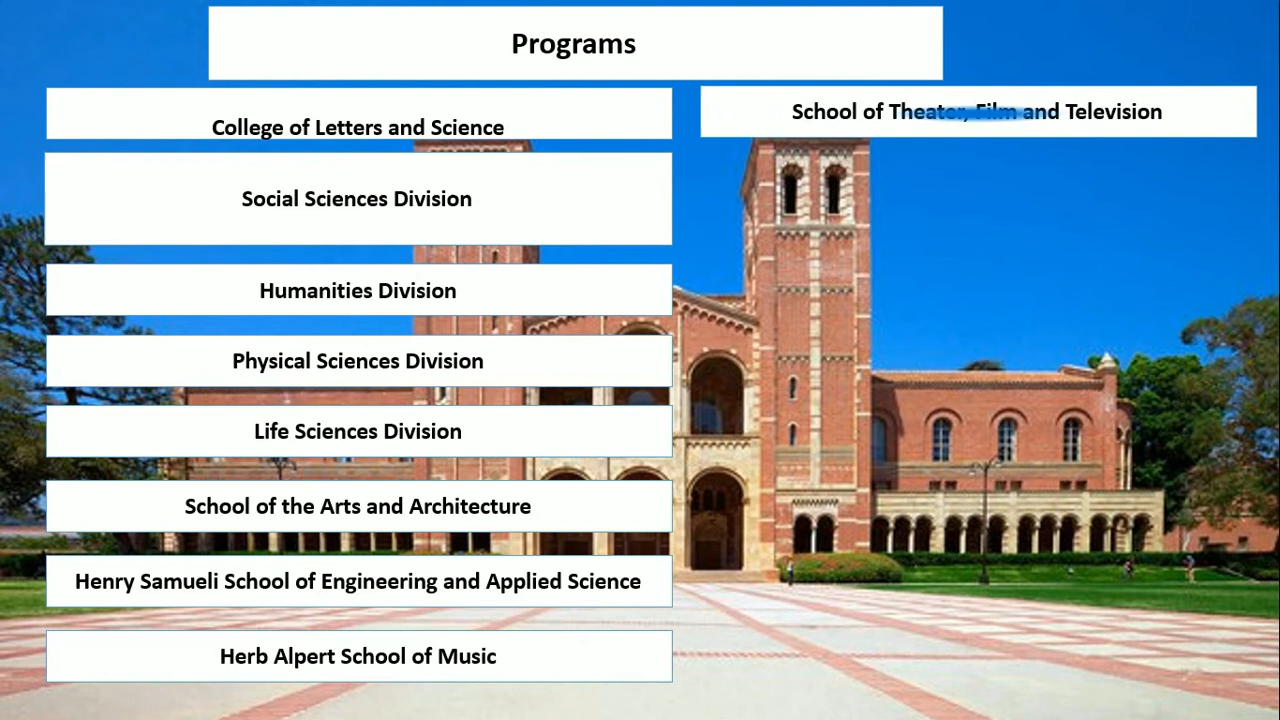 Programs
College of Letters and Science
Social Sciences Division
Humanities Division
Physical Sciences Division
Life Sciences Division
School of the Arts and Architecture
Henry Samueli School of Engineering and Applied Science
Herb Alpert School of Music
School of Theater, Film and Television